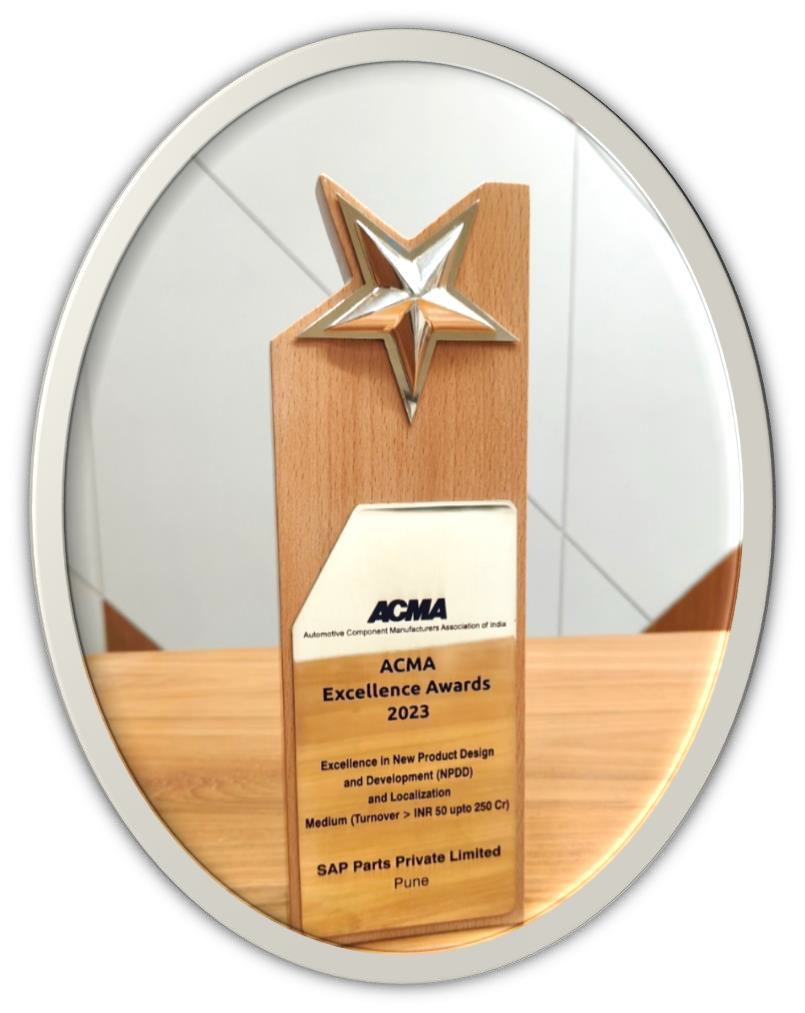 ACMA
Automotive Component Manufacturers Association of India
ACMA
Excellence Awards
2023
Excellence in New Product Design
and Development (NPDD)
and Localization
Medium (Turnover > INR 50 upto 250 Cr)
SAP Parts Private Limited
Pune